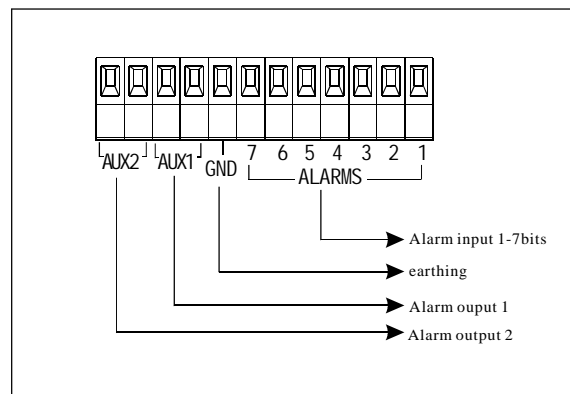 AUX2 AUX1 GND 7 6 5 4 3 2 1
ALARMS
Alarm input 1-7bits
earthing
Alarm ouput 1
Alarm output 2